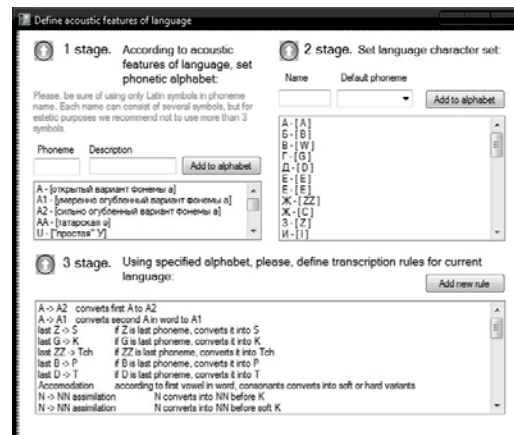 Define acoustic features of language
1 stage. According to acoustic
features of language, set
phonetic alphabet:
Please, be sure of using only Latin symbols in phoneme
name. Each name can consist of several symbols, but for
estetic purposes we recommend not to use more than 3
symbols.
Phoneme Description
Add to alphabet
A - [открытый вариант фонемы а]
A1 - [умеренно огубленный вариант фонемы а]
A2 - [сильно огубленный вариант фонемы а]
AA - [татарская ә]
U - ["простая" У]
2 stage. Set language character set:
Name Default phoneme
Add to alphabet
А - [ A ]
Б - [ B ]
В - [ W ]
Г - [ G ]
Д - [ D ]
Е - [ E ]
Ё - [ E ]
Ж - [ ZZ ]
Җ - [ C ]
З - [ Z ]
И - [ I ]
3 stage. Using specified alphabet, please, define transcription rules for current
language:
Add new rule
A -> A2 converts first A to A2
A -> A1 converts second A in word to A1
last Z -> S if Z is last phoneme, converts it into S
last G -> K if G is last phoneme, converts it into K
last ZZ -> Tch if ZZ is last phoneme, converts into Tch
last B -> P if B is last phoneme, converts into P
last D -> T if D is last phoneme, converts into T
Accomodation according to first vowel in word, consonants converts into soft or hard variants
N -> NN assimilation N converts into NN before K
N -> NN assimilation N converts into NN before soft K